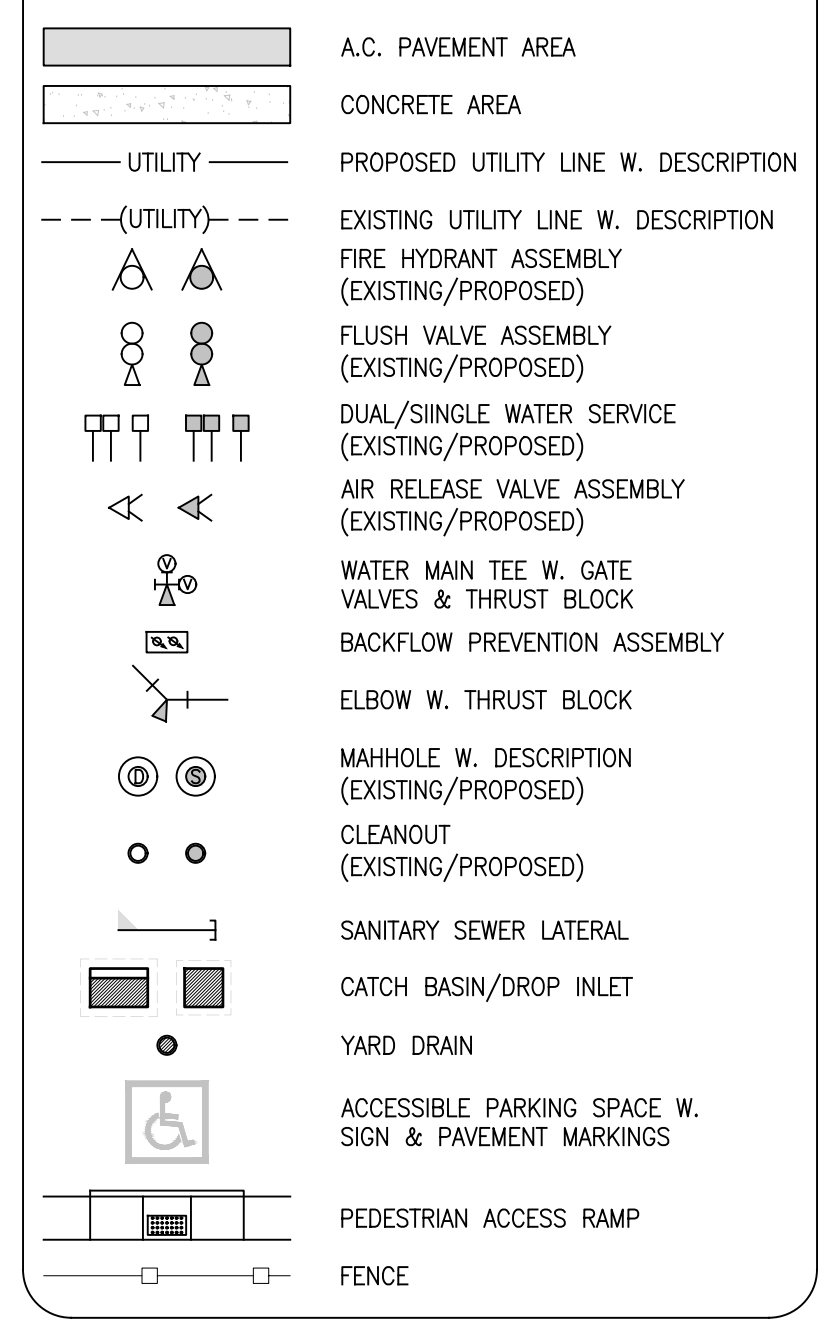 A.C. PAVEMENT AREA
CONCRETE AREA
UTILITY PROPOSED UTILITY LINE W. DESCRIPTION
(UTILITY) EXISTING UTILITY LINE W. DESCRIPTION
FIRE HYDRANT ASSEMBLY
(EXISTING/PROPOSED)
FLUSH VALVE ASSEMBLY
(EXISTING/PROPOSED)
DUAL/SIINGLE WATER SERVICE
(EXISTING/PROPOSED)
AIR RELEASE VALVE ASSEMBLY
(EXISTING/PROPOSED)
V
V
WATER MAIN TEE W. GATE
VALVES & THRUST BLOCK
BACKFLOW PREVENTION ASSEMBLY
ELBOW W. THRUST BLOCK
D S
MAHHOLE W. DESCRIPTION
(EXISTING/PROPOSED)
CLEANOUT
(EXISTING/PROPOSED)
SANITARY SEWER LATERAL
CATCH BASIN/DROP INLET
YARD DRAIN
ACCESSIBLE PARKING SPACE W.
SIGN & PAVEMENT MARKINGS
PEDESTRIAN ACCESS RAMP
FENCE